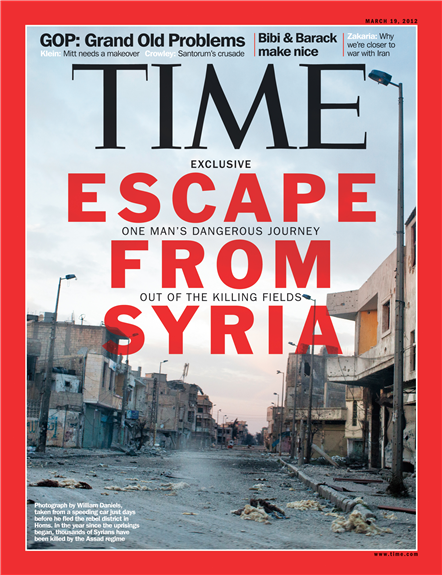 MARCH 19, 2012
GOP: Grand Old Problems
Klein: Mitt needs a makeover Crowley: Santorum's crusade
Bibi & Barack
make nice
Zakaria: Why
we're closer to
war with Iran
TIME
EXCLUSIVE
ESCAPE
ONE MAN'S DANGEROUS JOURNEY
FROM
OUT OF THE KILLING FIELDS
SYRIA
Photograph by William Daniels,
taken from a speeding car just days
before he fled the rebel district in
Homs. In the year since the uprisings
began, thousands of Syrians have
been killed by the Assad regime
www.time.com